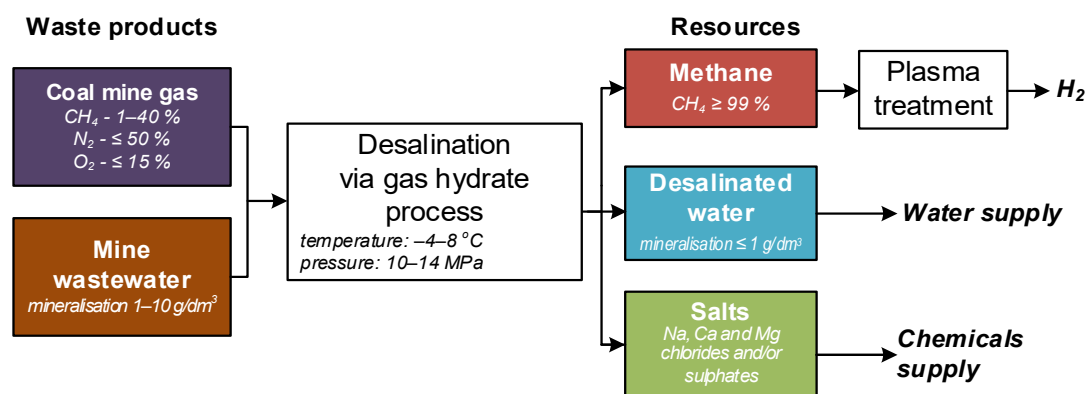 Waste products
Resources
Coal mine gas
CH₄ - 1–40 %
N₂ - ≤ 50 %
O₂ - ≤ 15 %
Mine
wastewater
mineralisation 1–10 g/dm³
Desalination
via gas hydrate
process
temperature: –4–8 °C
pressure: 10–14 MPa
Methane
CH₄ ≥ 99 %
Plasma
treatment
H₂
Desalinated
water
mineralisation ≤ 1 g/dm³
Water supply
Salts
Na, Ca and Mg
chlorides and/or
sulphates
Chemicals
supply